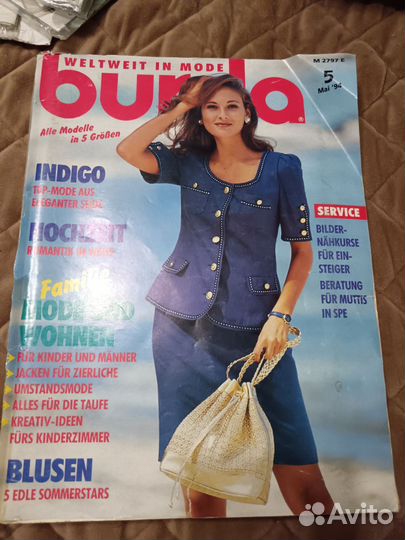 WELTWEIT IN MODE
M 2797 E
burda
®
5
Mai '94
Alle Modelle
in 5 Größen
INDIGO
TOP-MODE AUS
ELEGANTER SEIDE
HOCHZEIT
ROMANTIK IN WEISS
Familie
MODE UND
WOHNEN
FÜR KINDER UND MÄNNER
JACKEN FÜR ZIERLICHE
UMSTANDSMODE
ALLES FÜR DIE TAUFE
KREATIV-IDEEN
FÜRS KINDERZIMMER
BLUSEN
5 EDLE SOMMERSTARS
SERVICE
BILDER-
NÄHKURSE
FÜR EIN-
STEIGER
BERATUNG
FÜR MUTTIS
IN SPE
Avito